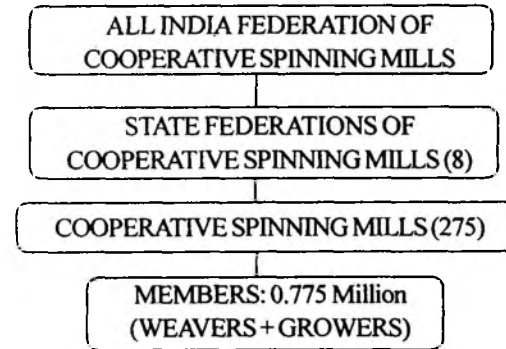 ALL INDIA FEDERATION OF
COOPERATIVE SPINNING MILLS
STATE FEDERATIONS OF
COOPERATIVE SPINNING MILLS (8)
COOPERATIVE SPINNING MILLS (275)
MEMBERS: 0.775 Million
(WEAVERS + GROWERS)